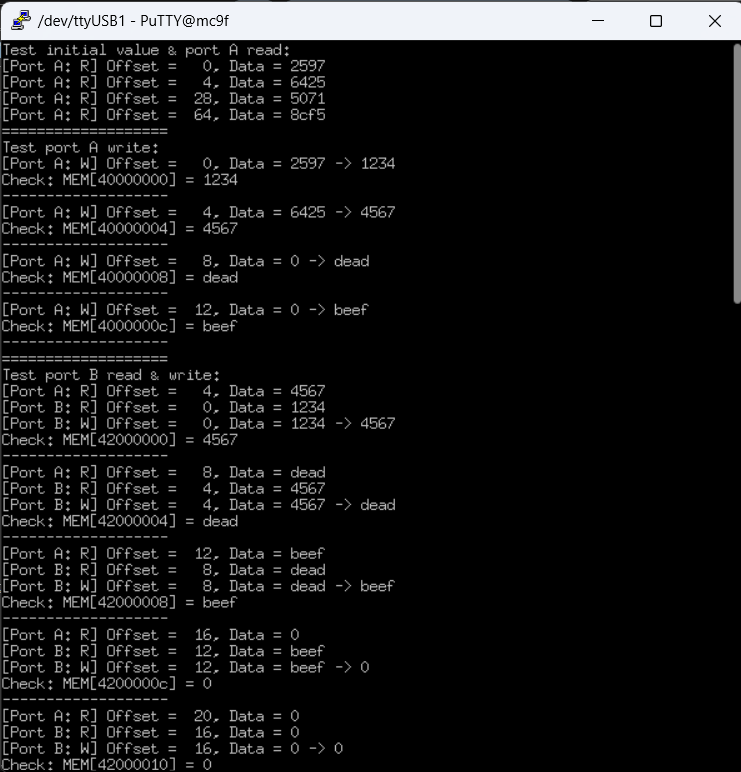 /dev/ttyUSB1 - PuTTY@mc9f
Test initial value & port A read:
[Port A: R] Offset =   0, Data = 2597
[Port A: R] Offset =   4, Data = 6425
[Port A: R] Offset =  28, Data = 5071
[Port A: R] Offset =  64, Data = 8cf5
===================
Test port A write:
[Port A: W] Offset =   0, Data = 2597 -> 1234
Check: MEM[40000000] = 1234
-------------------
[Port A: W] Offset =   4, Data = 6425 -> 4567
Check: MEM[40000004] = 4567
-------------------
[Port A: W] Offset =   8, Data = 0 -> dead
Check: MEM[40000008] = dead
-------------------
[Port A: W] Offset =  12, Data = 0 -> beef
Check: MEM[4000000c] = beef
-------------------
===================
Test port B read & write:
[Port A: R] Offset =   4, Data = 4567
[Port B: R] Offset =   0, Data = 1234
[Port B: W] Offset =   0, Data = 1234 -> 4567
Check: MEM[42000000] = 4567
-------------------
[Port A: R] Offset =   8, Data = dead
[Port B: R] Offset =   4, Data = 4567
[Port B: W] Offset =   4, Data = 4567 -> dead
Check: MEM[42000004] = dead
-------------------
[Port A: R] Offset =  12, Data = beef
[Port B: R] Offset =   8, Data = dead
[Port B: W] Offset =   8, Data = dead -> beef
Check: MEM[42000008] = beef
-------------------
[Port A: R] Offset =  16, Data = 0
[Port B: R] Offset =  12, Data = beef
[Port B: W] Offset =  12, Data = beef -> 0
Check: MEM[4200000c] = 0
-------------------
[Port A: R] Offset =  20, Data = 0
[Port B: R] Offset =  16, Data = 0
[Port B: W] Offset =  16, Data = 0 -> 0
Check: MEM[42000010] = 0